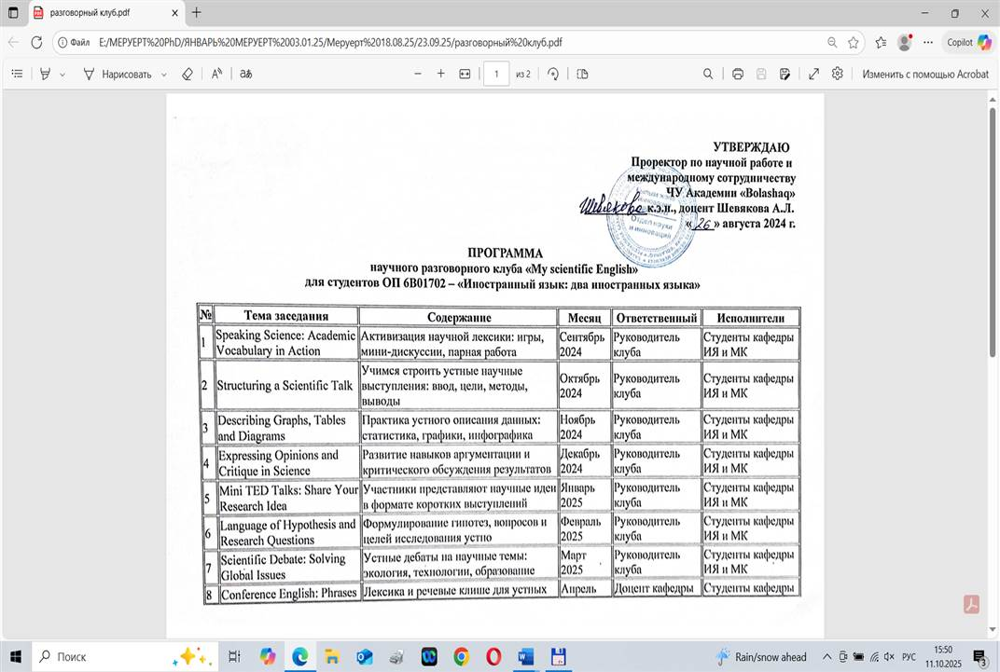 разговорный клуб.pdf
Файл E:/МЕРУЕРТ%20PhD/ЯНВАРЬ%20МЕРУЕРТ%2003.01.25/Меруерт%2018.08.25/23.09.25/разговорный%20клуб.pdf
Copilot
Нарисовать
1 из 2
Изменить с помощью Acrobat
УТВЕРЖДАЮ
Проректор по научной работе и
международному сотрудничеству
ЧУ Академии «Bolashaq»
Шевякова к.э.н., доцент Шевякова А.Л.
«26» августа 2024 г.
Отдел науки
и инноваций
ПРОГРАММА
научного разговорного клуба «My scientific English»
для студентов ОП 6В01702 – «Иностранный язык: два иностранных языка»
№ Тема заседания Содержание Месяц Ответственный Исполнители
1 Speaking Science: Academic Активизация научной лексики: игры, Сентябрь Руководитель Студенты кафедры
Vocabulary in Action мини-дискуссии, парная работа 2024 клуба ИЯ и МК
Учимся строить устные научные
2 Structuring a Scientific Talk выступления: ввод, цели, методы, Октябрь Руководитель Студенты кафедры
выводы 2024 клуба ИЯ и МК
3 Describing Graphs, Tables Практика устного описания данных: Ноябрь Руководитель Студенты кафедры
and Diagrams статистика, графики, инфографика 2024 клуба ИЯ и МК
4 Expressing Opinions and Развитие навыков аргументации и Декабрь Руководитель Студенты кафедры
Critique in Science критического обсуждения результатов 2024 клуба ИЯ и МК
5 Mini TED Talks: Share Your Участники представляют научные идеи Январь Руководитель Студенты кафедры
Research Idea в формате коротких выступлений 2025 клуба ИЯ и МК
6 Language of Hypothesis and Формулирование гипотез, вопросов и Февраль Руководитель Студенты кафедры
Research Questions целей исследования устно 2025 клуба ИЯ и МК
7 Scientific Debate: Solving Устные дебаты на научные темы: Март Руководитель Студенты кафедры
Global Issues экология, технологии, образование 2025 клуба ИЯ и МК
8 Conference English: Phrases Лексика и речевые клише для устных Апрель Доцент кафедры Студенты кафедры
Поиск
Rain/snow ahead
РУС
15:50
11.10.2025
3